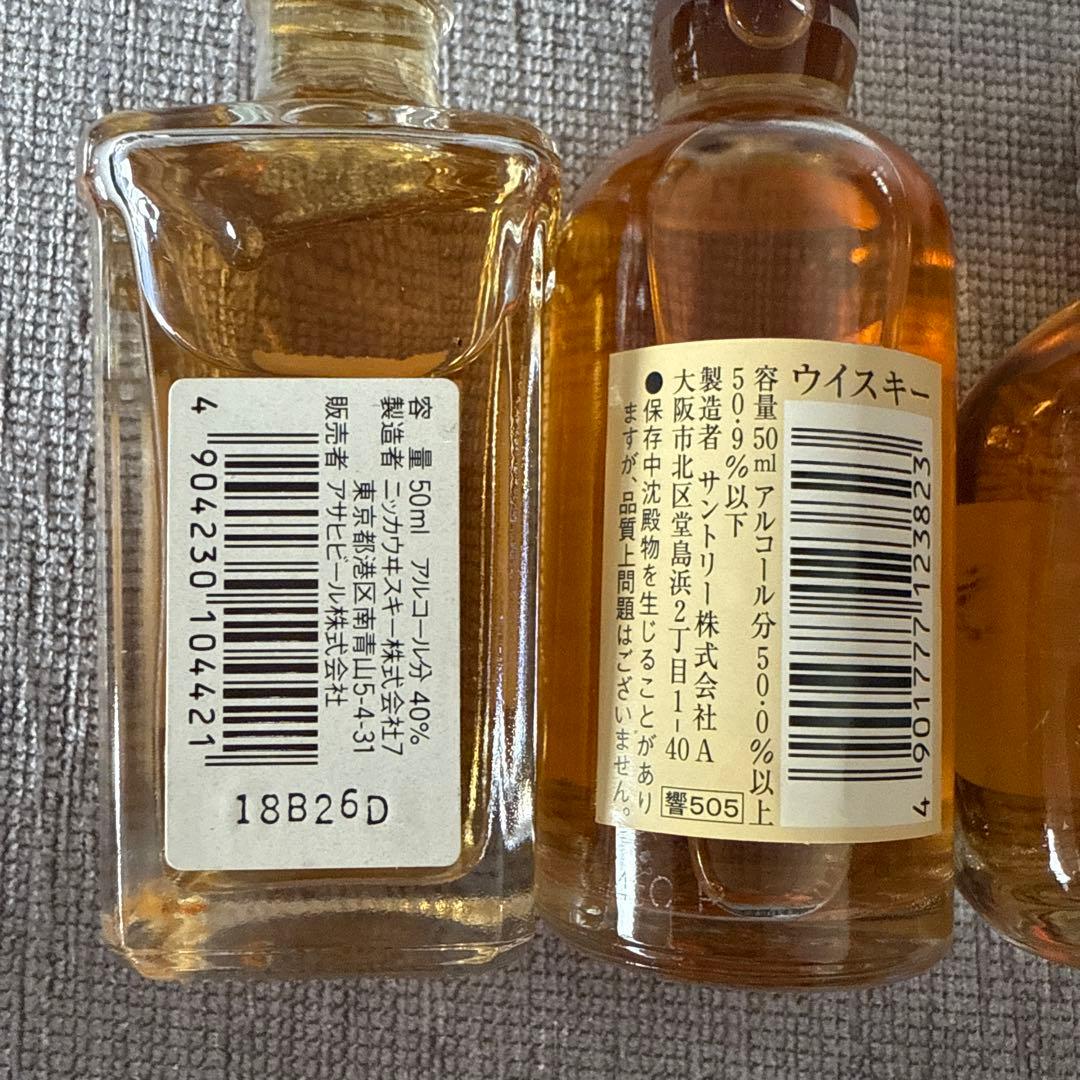 容　量 50ml　アルコール分 40%
製造者 ニッカウヰスキー株式会社7
東京都港区南青山5-4-31
販売者 アサヒビール株式会社
4 904230 104421
18B26D
ウイスキー
容量 50ml アルコール分 50.0%以上
50.9%以下
製造者 サントリー株式会社 A
大阪市北区堂島浜2丁目1-40
●保存中沈殿物を生じることがあり
ますが、品質上問題はございません。
響505
4 901777 123823